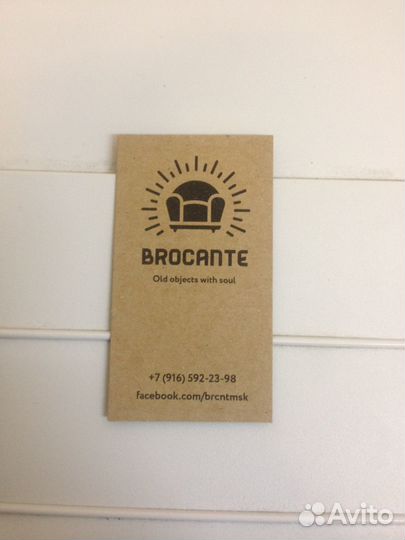 BROCANTE
Old objects with soul
+7 (916) 592-23-98
facebook.com/brcntmsk
Avito